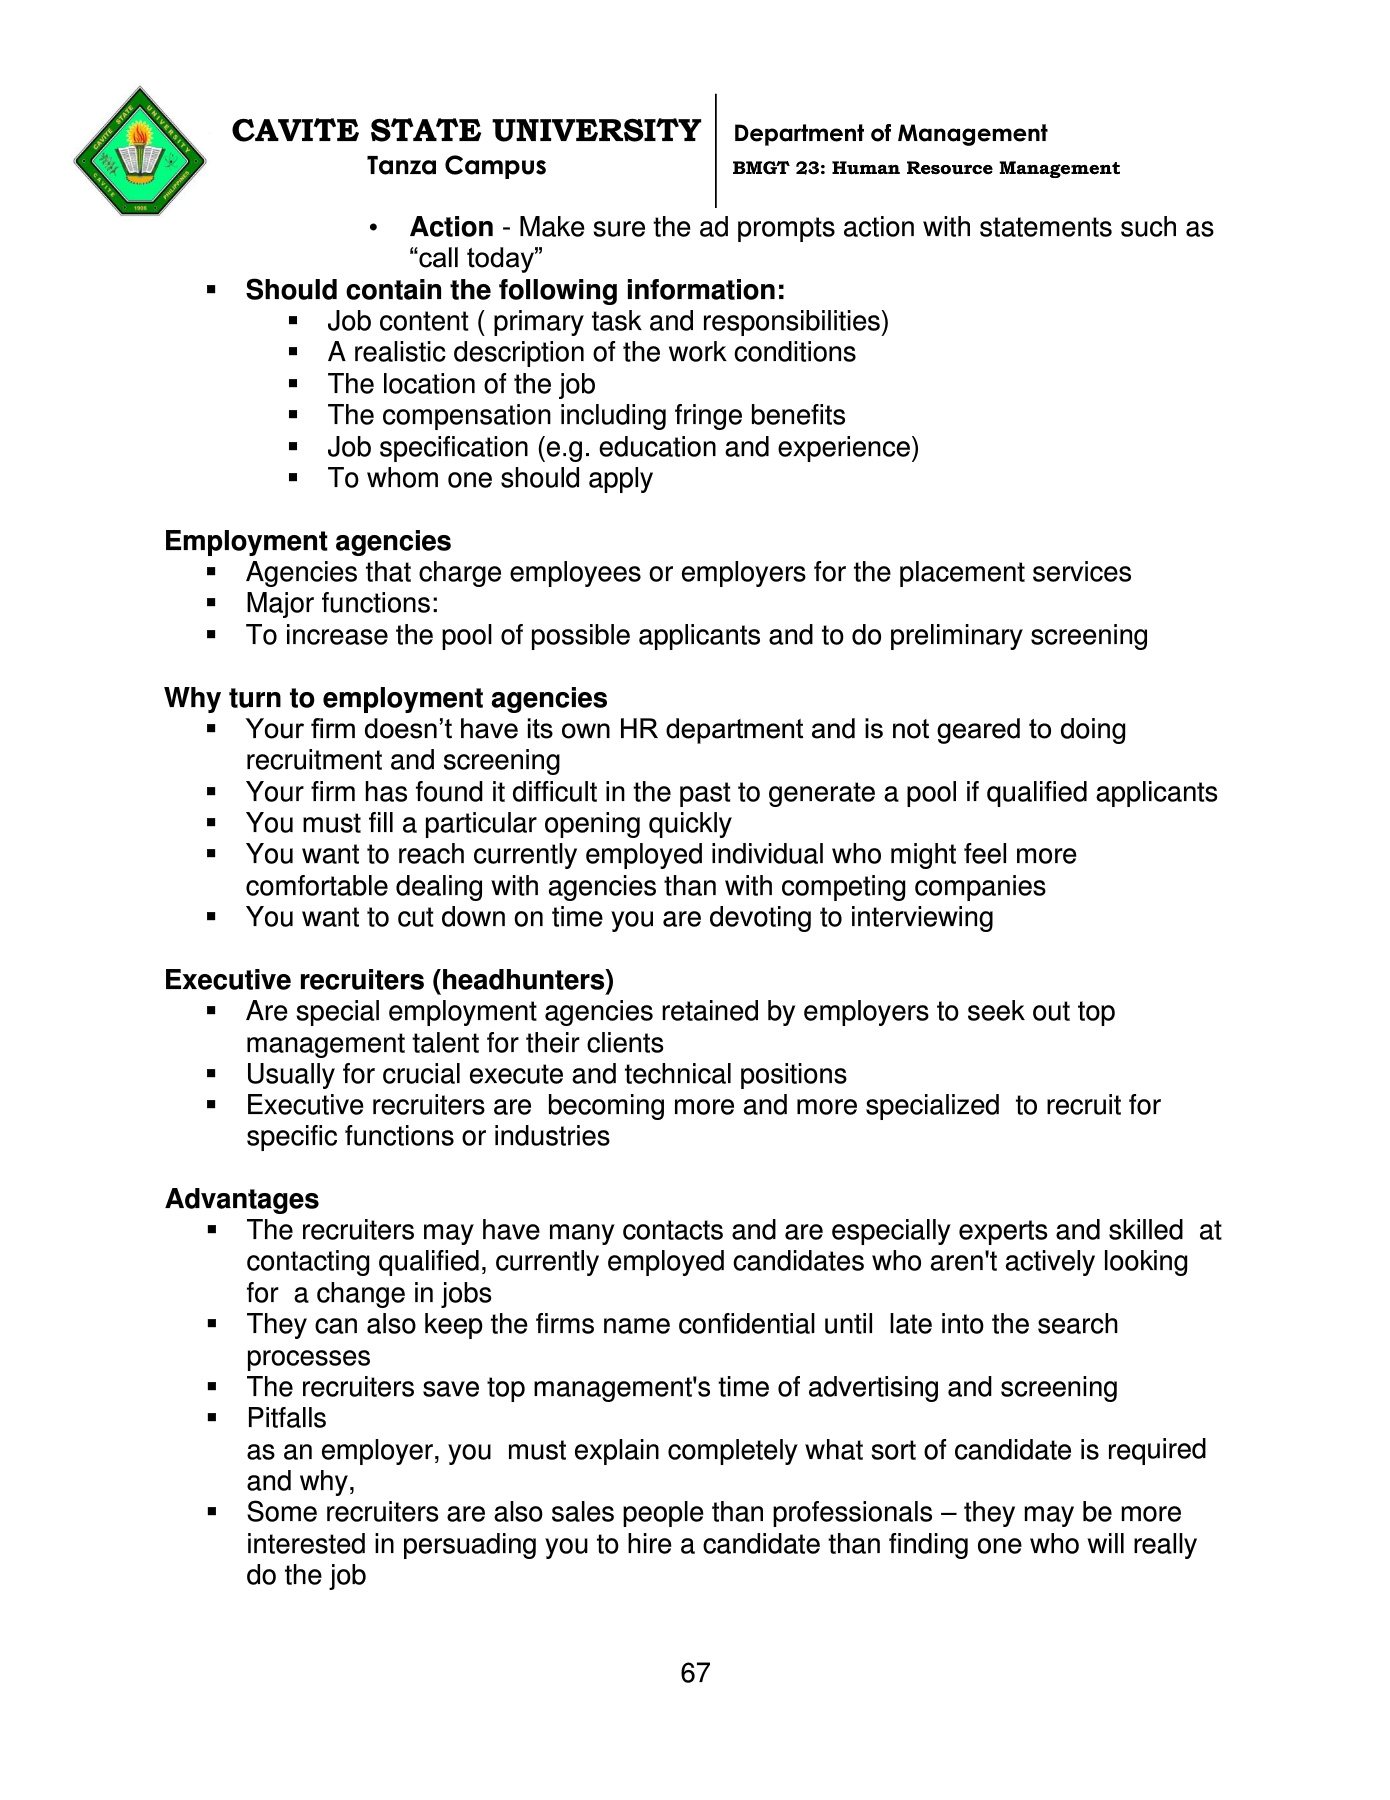 CAVITE STATE UNIVERSITY
Tanza Campus
Department of Management
BMGT 23: Human Resource Management
CAVITE STATE UNIVERSITY
CAVITE PHILIPPINES
1906
• Action - Make sure the ad prompts action with statements such as
“call today”
▪ Should contain the following information:
▪ Job content ( primary task and responsibilities)
▪ A realistic description of the work conditions
▪ The location of the job
▪ The compensation including fringe benefits
▪ Job specification (e.g. education and experience)
▪ To whom one should apply
Employment agencies
▪ Agencies that charge employees or employers for the placement services
▪ Major functions:
▪ To increase the pool of possible applicants and to do preliminary screening
Why turn to employment agencies
▪ Your firm doesn’t have its own HR department and is not geared to doing
recruitment and screening
▪ Your firm has found it difficult in the past to generate a pool if qualified applicants
▪ You must fill a particular opening quickly
▪ You want to reach currently employed individual who might feel more
comfortable dealing with agencies than with competing companies
▪ You want to cut down on time you are devoting to interviewing
Executive recruiters (headhunters)
▪ Are special employment agencies retained by employers to seek out top
management talent for their clients
▪ Usually for crucial execute and technical positions
▪ Executive recruiters are  becoming more and more specialized  to recruit for
specific functions or industries
Advantages
▪ The recruiters may have many contacts and are especially experts and skilled  at
contacting qualified, currently employed candidates who aren't actively looking
for  a change in jobs
▪ They can also keep the firms name confidential until  late into the search
processes
▪ The recruiters save top management's time of advertising and screening
▪ Pitfalls
as an employer, you  must explain completely what sort of candidate is required
and why,
▪ Some recruiters are also sales people than professionals – they may be more
interested in persuading you to hire a candidate than finding one who will really
do the job
67